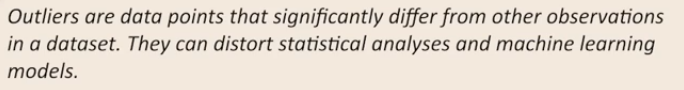 Outliers are data points that significantly differ from other observations
in a dataset. They can distort statistical analyses and machine learning
models.